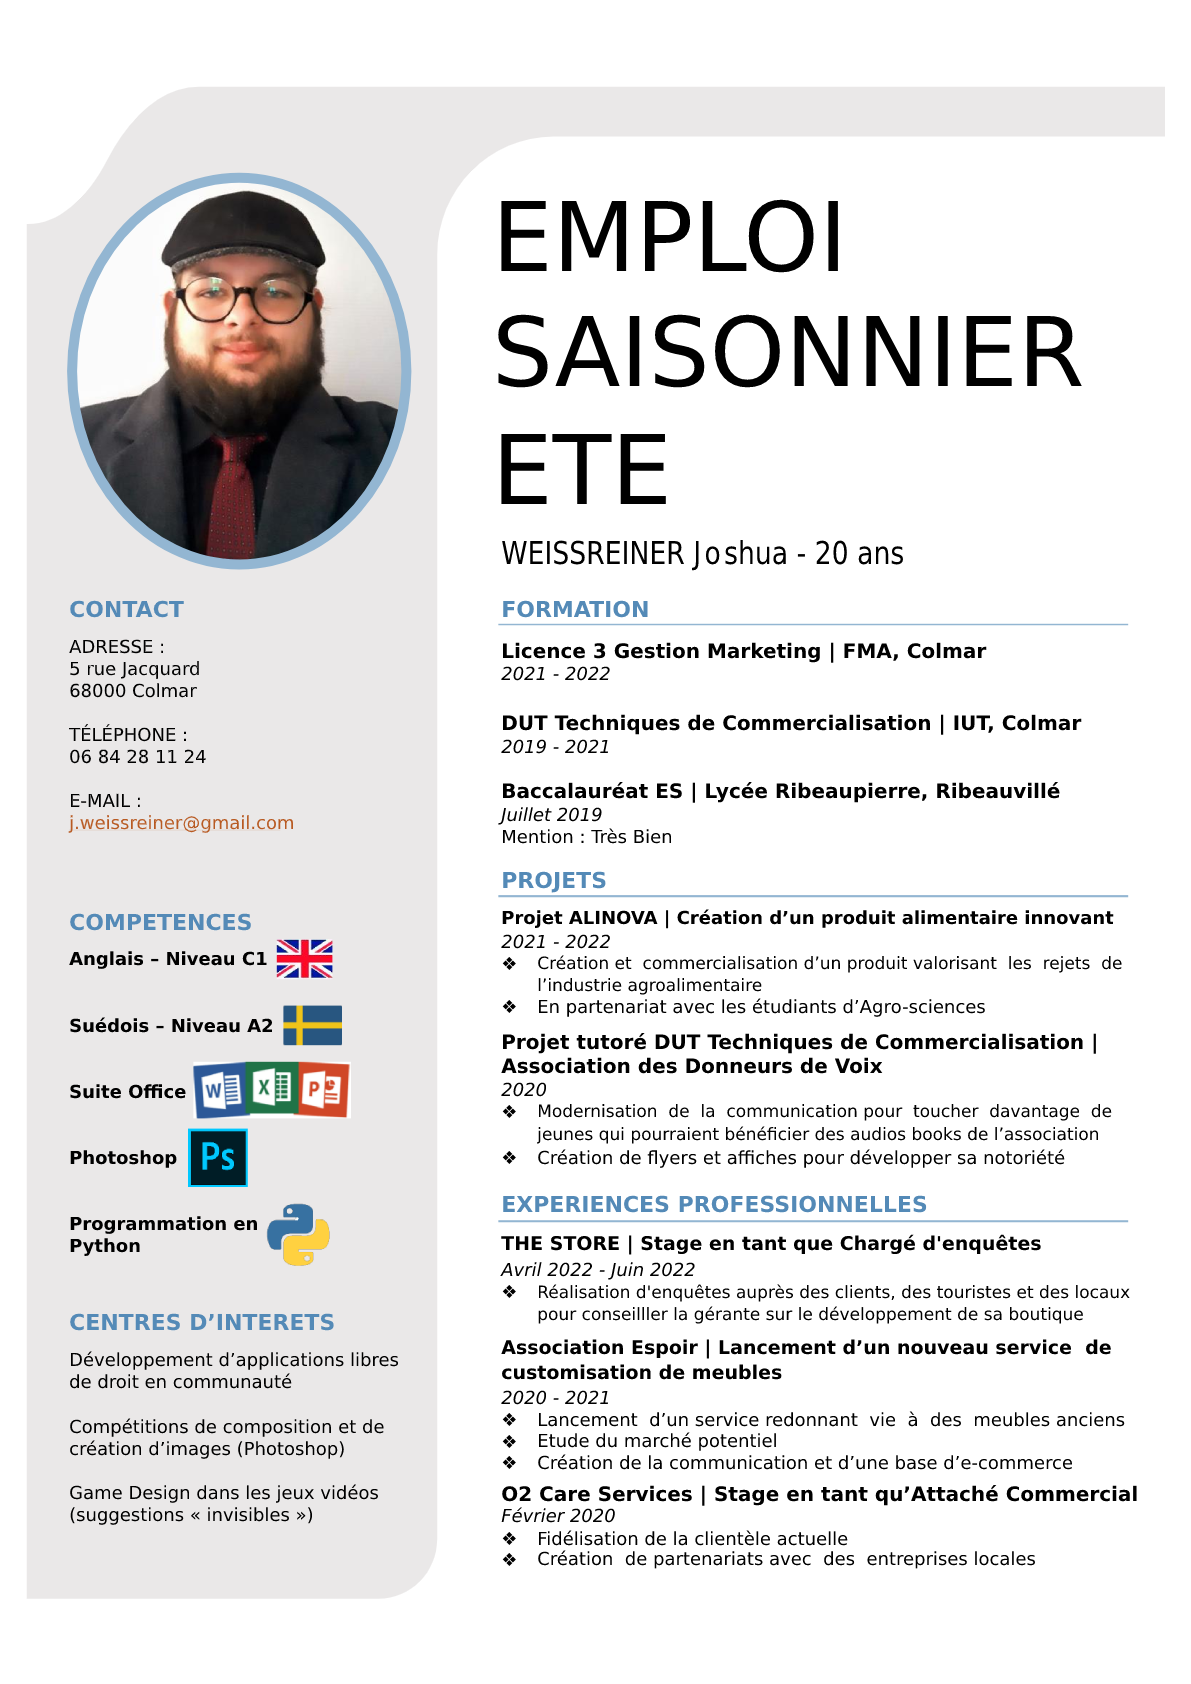 EMPLOI
SAISONNIER
ETE
WEISSREINER Joshua - 20 ans
CONTACT
ADRESSE :
5 rue Jacquard
68000 Colmar
TÉLÉPHONE :
06 84 28 11 24
E-MAIL :
j.weissreiner@gmail.com
COMPETENCES
Anglais – Niveau C1
Suédois – Niveau A2
Suite Office
W X P
Photoshop
Ps
Programmation en
Python
CENTRES D’INTERETS
Développement d’applications libres
de droit en communauté
Compétitions de composition et de
création d’images (Photoshop)
Game Design dans les jeux vidéos
(suggestions « invisibles »)
FORMATION
Licence 3 Gestion Marketing | FMA, Colmar
2021 - 2022
DUT Techniques de Commercialisation | IUT, Colmar
2019 - 2021
Baccalauréat ES | Lycée Ribeaupierre, Ribeauvillé
Juillet 2019
Mention : Très Bien
PROJETS
Projet ALINOVA | Création d’un produit alimentaire innovant
2021 - 2022
❖ Création et commercialisation d’un produit valorisant les rejets de
l’industrie agroalimentaire
❖ En partenariat avec les étudiants d’Agro-sciences
Projet tutoré DUT Techniques de Commercialisation |
Association des Donneurs de Voix
2020
❖ Modernisation de la communication pour toucher davantage de
jeunes qui pourraient bénéficier des audios books de l’association
❖ Création de flyers et affiches pour développer sa notoriété
EXPERIENCES PROFESSIONNELLES
THE STORE | Stage en tant que Chargé d'enquêtes
Avril 2022 - Juin 2022
❖ Réalisation d'enquêtes auprès des clients, des touristes et des locaux
pour conseilller la gérante sur le développement de sa boutique
Association Espoir | Lancement d’un nouveau service de
customisation de meubles
2020 - 2021
❖ Lancement d’un service redonnant vie à des meubles anciens
❖ Etude du marché potentiel
❖ Création de la communication et d’une base d’e-commerce
O2 Care Services | Stage en tant qu’Attaché Commercial
Février 2020
❖ Fidélisation de la clientèle actuelle
❖ Création de partenariats avec des entreprises locales